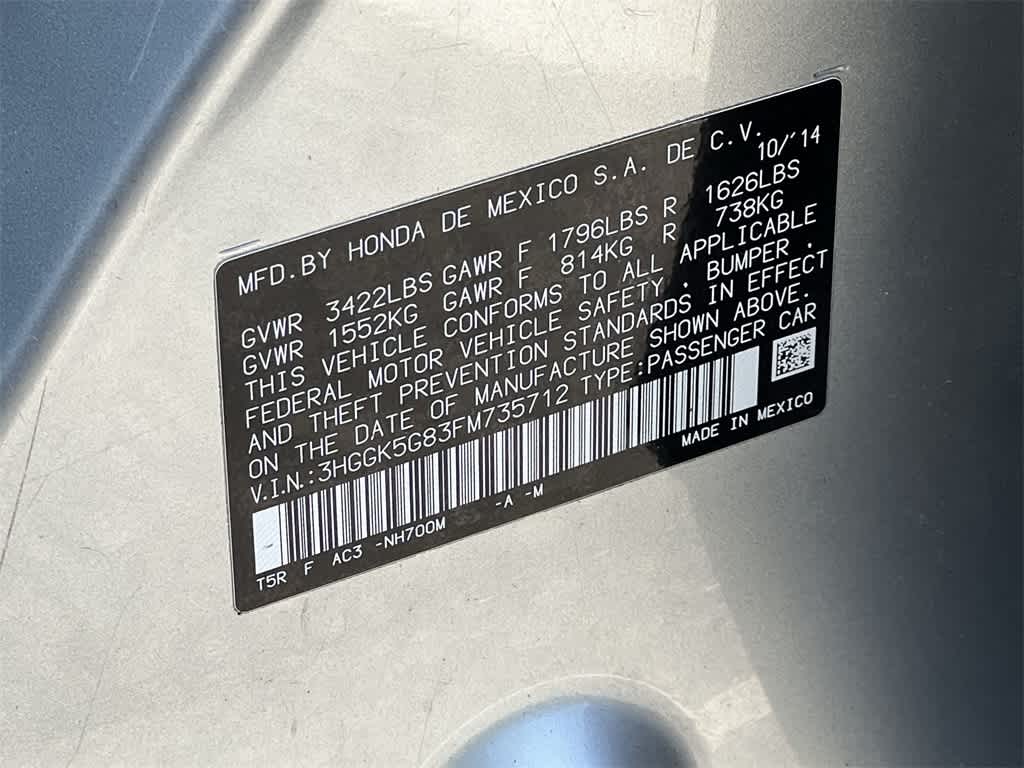 MFD.BY HONDA DE MEXICO S.A. DE C.V.
10/'14
GVWR 3422LBS GAWR F 1796LBS R 1626LBS
GVWR 1552KG GAWR F 814KG R 738KG
THIS VEHICLE CONFORMS TO ALL APPLICABLE
FEDERAL MOTOR VEHICLE SAFETY, BUMPER,
AND THEFT PREVENTION STANDARDS IN EFFECT
ON THE DATE OF MANUFACTURE SHOWN ABOVE.
V.I.N.:3HGGK5G83FM735712 TYPE:PASSENGER CAR
MADE IN MEXICO
T5R F AC3 -NH700M -A -M